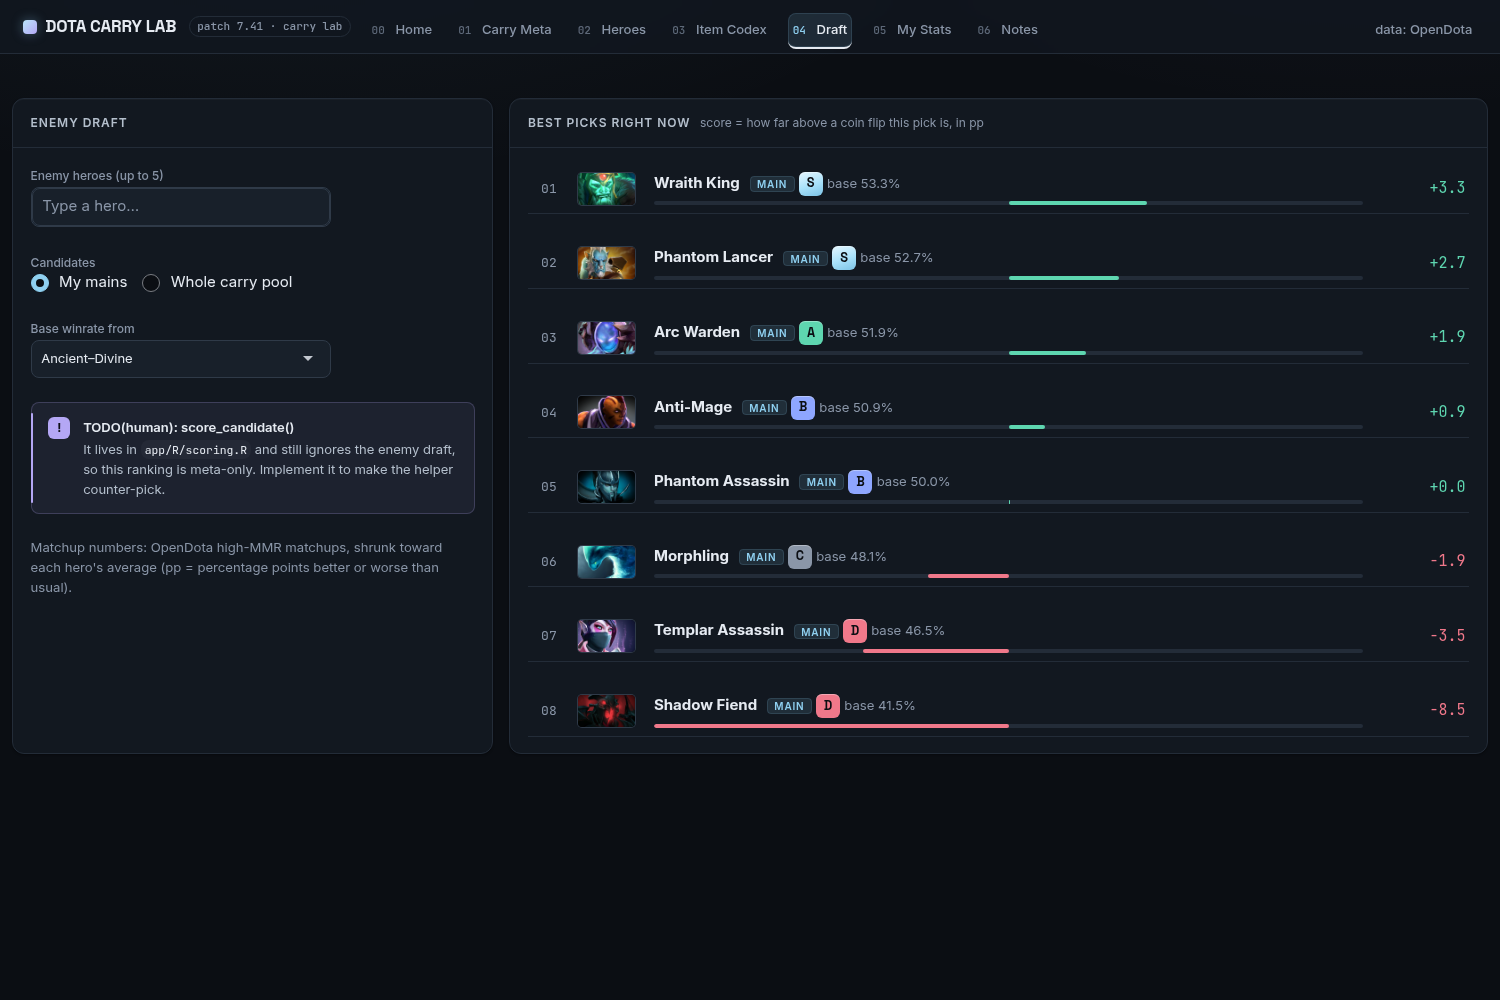 DOTA CARRY LAB
patch 7.41 · carry lab
00 Home
01 Carry Meta
02 Heroes
03 Item Codex
04 Draft
05 My Stats
06 Notes
data: OpenDota
ENEMY DRAFT
Enemy heroes (up to 5)
Type a hero...
Candidates
My mains
Whole carry pool
Base winrate from
Ancient–Divine
! TODO(human): score_candidate()
It lives in app/R/scoring.R and still ignores the enemy draft,
so this ranking is meta-only. Implement it to make the helper
counter-pick.
Matchup numbers: OpenDota high-MMR matchups, shrunk toward
each hero's average (pp = percentage points better or worse than
usual).
BEST PICKS RIGHT NOW score = how far above a coin flip this pick is, in pp
01 Wraith King MAIN S base 53.3% +3.3
02 Phantom Lancer MAIN S base 52.7% +2.7
03 Arc Warden MAIN A base 51.9% +1.9
04 Anti-Mage MAIN B base 50.9% +0.9
05 Phantom Assassin MAIN B base 50.0% +0.0
06 Morphling MAIN C base 48.1% -1.9
07 Templar Assassin MAIN D base 46.5% -3.5
08 Shadow Fiend MAIN D base 41.5% -8.5